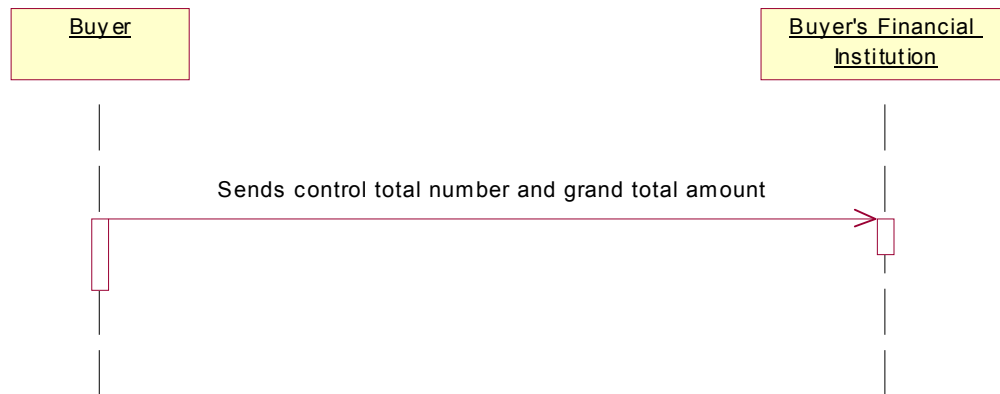 Buyer
Buyer's Financial
Institution
Sends control total number and grand total amount